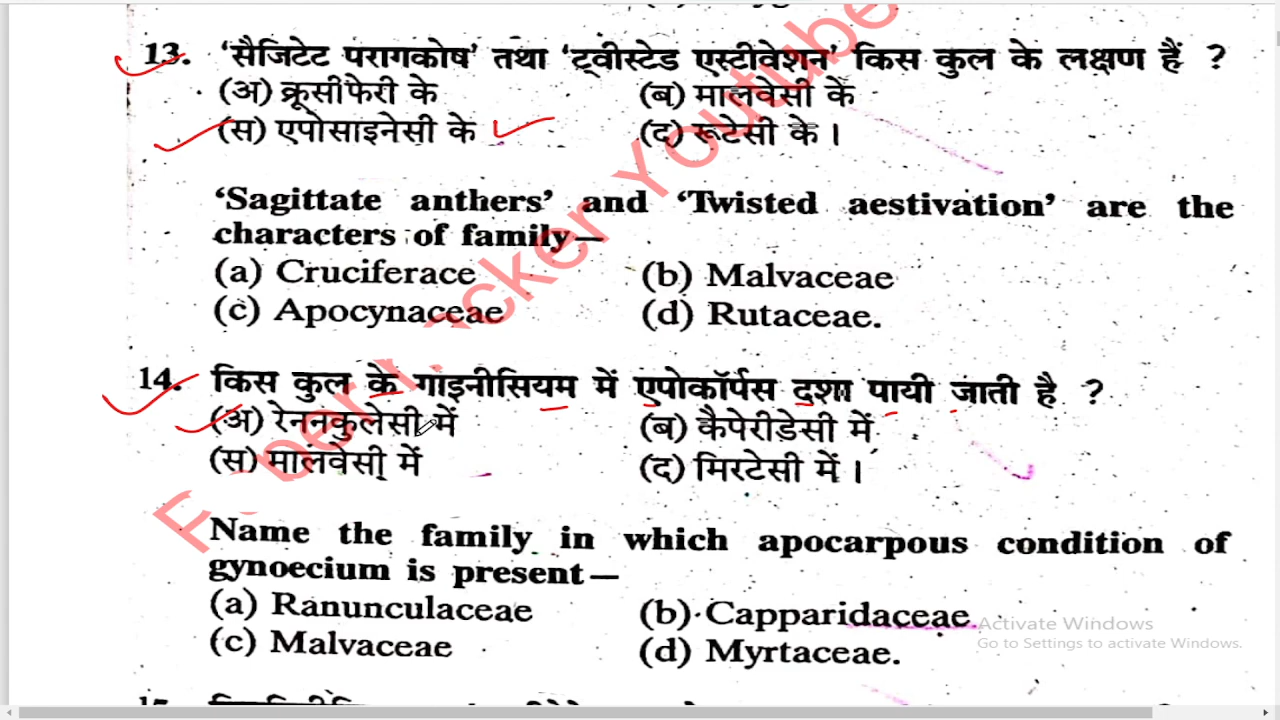 13. 'सैजिटेट परागकोष' तथा 'ट्वीस्टेड एस्टीवेशन' किस कुल के लक्षण हैं ?
(अ) क्रूसीफेरी के (ब) मालवेसी के
(स) एपोसाइनेसी के (द) रूटेसी के।
'Sagittate anthers' and 'Twisted aestivation' are the
characters of family—
(a) Cruciferace (b) Malvaceae
(c) Apocynaceae (d) Rutaceae.
14. किस कुल के गाइनीसियम में एपोकॉर्पस दशा पायी जाती है ?
(अ) रेननकुलेसी में (ब) कैपेरीडेसी में
(स) मालवेसी में (द) मिरटेसी में।
Name the family in which apocarpous condition of
gynoecium is present—
(a) Ranunculaceae (b) Capparidaceae.
(c) Malvaceae (d) Myrtaceae.
Activate Windows
Go to Settings to activate Windows.
Youtube